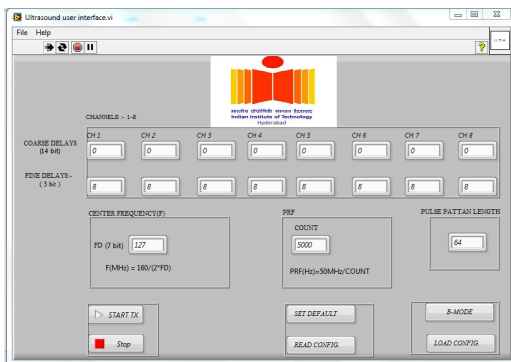 Ultrasound user interface.vi
File Help
?
Indian Institute of Technology
Hyderabad
CHANNELS :- 1-8
CH 1 CH 2 CH 3 CH 4 CH 5 CH 6 CH 7 CH 8
COARSE DELAYS
(14 bit)
0 0 0 0 0 0 0 0
FINE DELAYS:-
( 3 bit )
8 8 8 8 8 8 8 8
CENTER FREQUENCY(F) PRF PULSE PATTAN LENGTH
COUNT
FD (7 bit) 127 5000 64
F(MHz) = 160/(2*FD) PRF(Hz)=50MHz/COUNT
START TX SET DEFAULT B-MODE
Stop READ CONFIG. LOAD CONFIG.